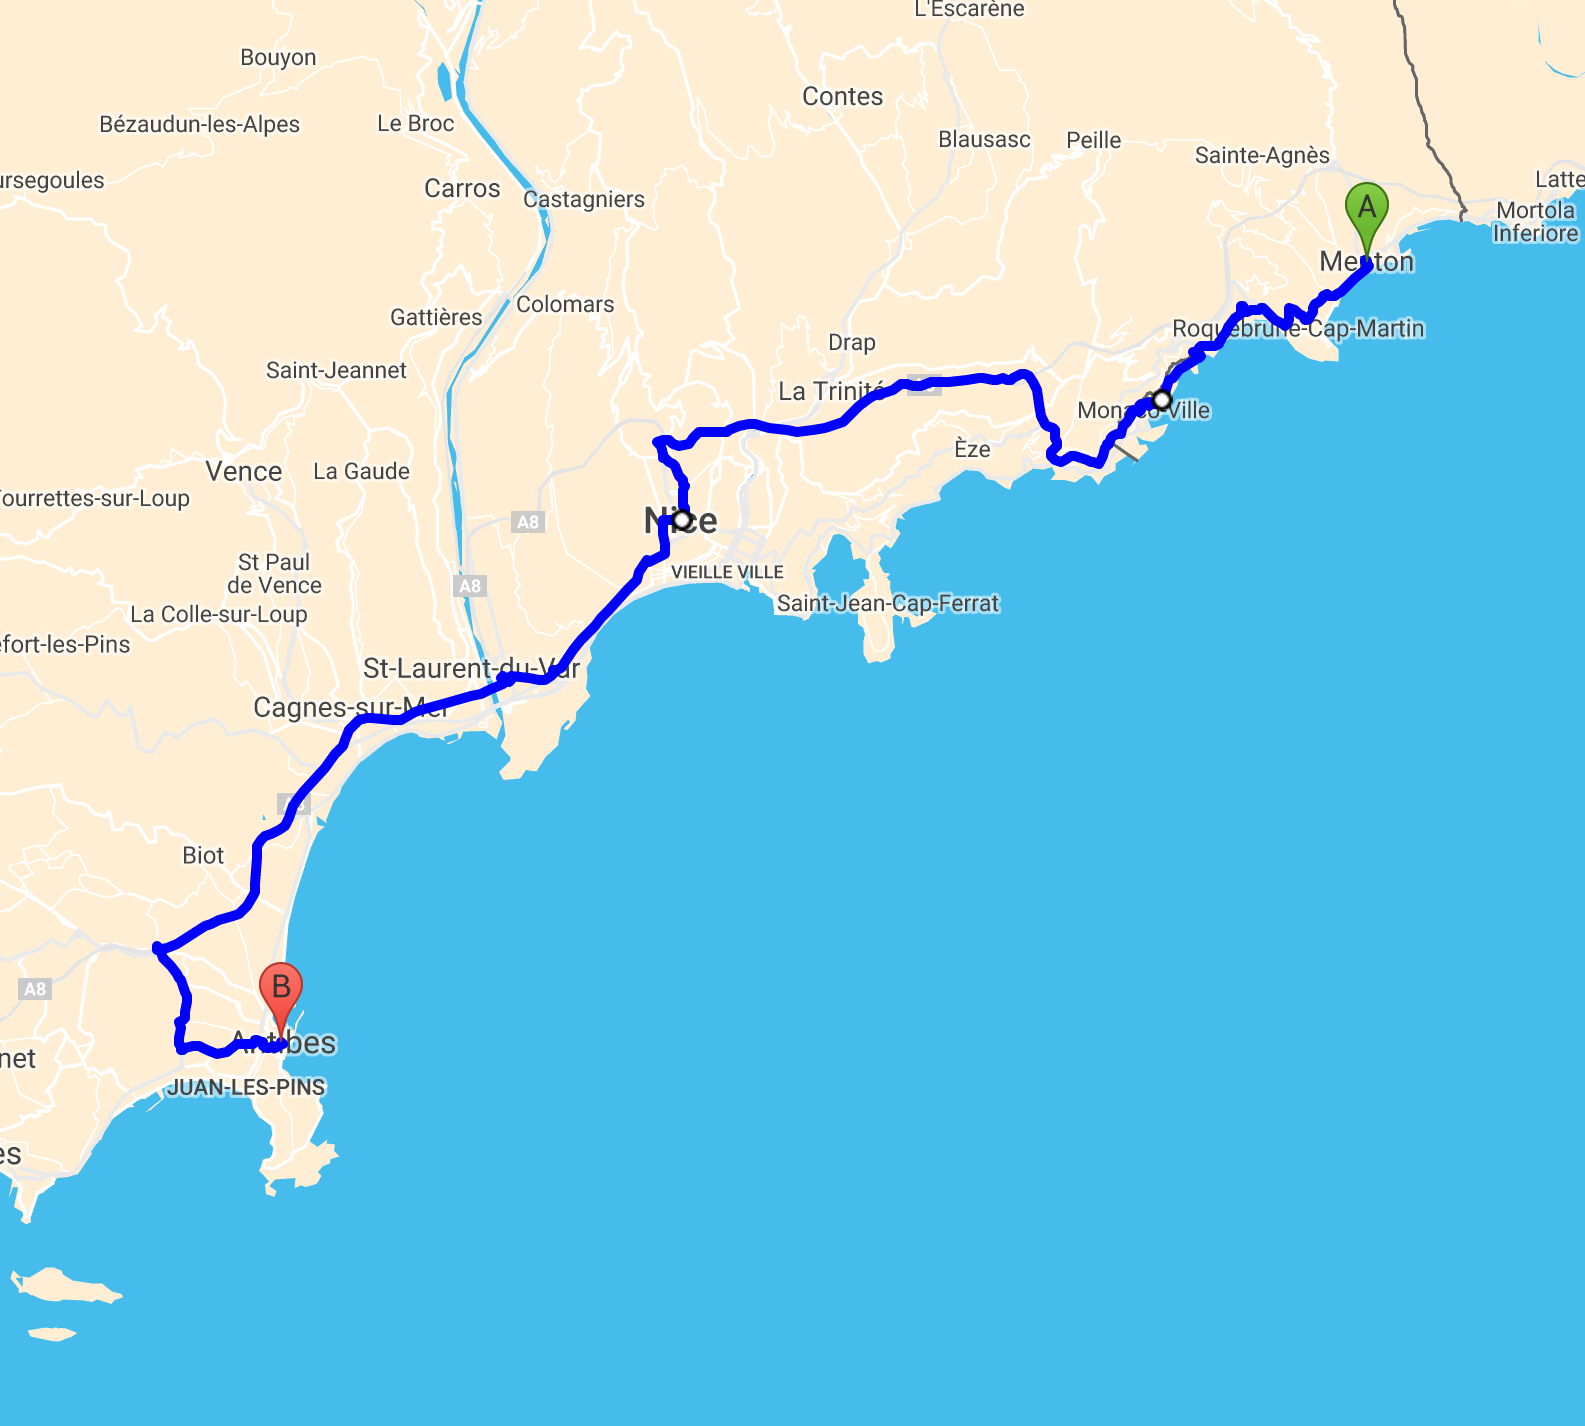 L'Escarène
Bouyon
Contes
Bézaudun-les-Alpes
Le Broc
Blausasc
Peille
Sainte-Agnès
ursegoules
Carros
Castagniers
Latte
Mortola
Inferiore
A
Menton
Colomars
Gattières
Roquebrune-Cap-Martin
Drap
Saint-Jeannet
La Trinité
Monaco-Ville
Èze
Vence
La Gaude
Tourrettes-sur-Loup
A8
Nice
St Paul
de Vence
VIEILLE VILLE
A8
La Colle-sur-Loup
Saint-Jean-Cap-Ferrat
efort-les-Pins
St-Laurent-du-Var
Cagnes-sur-Mer
Biot
A8
B
Antibes
net
JUAN-LES-PINS
es